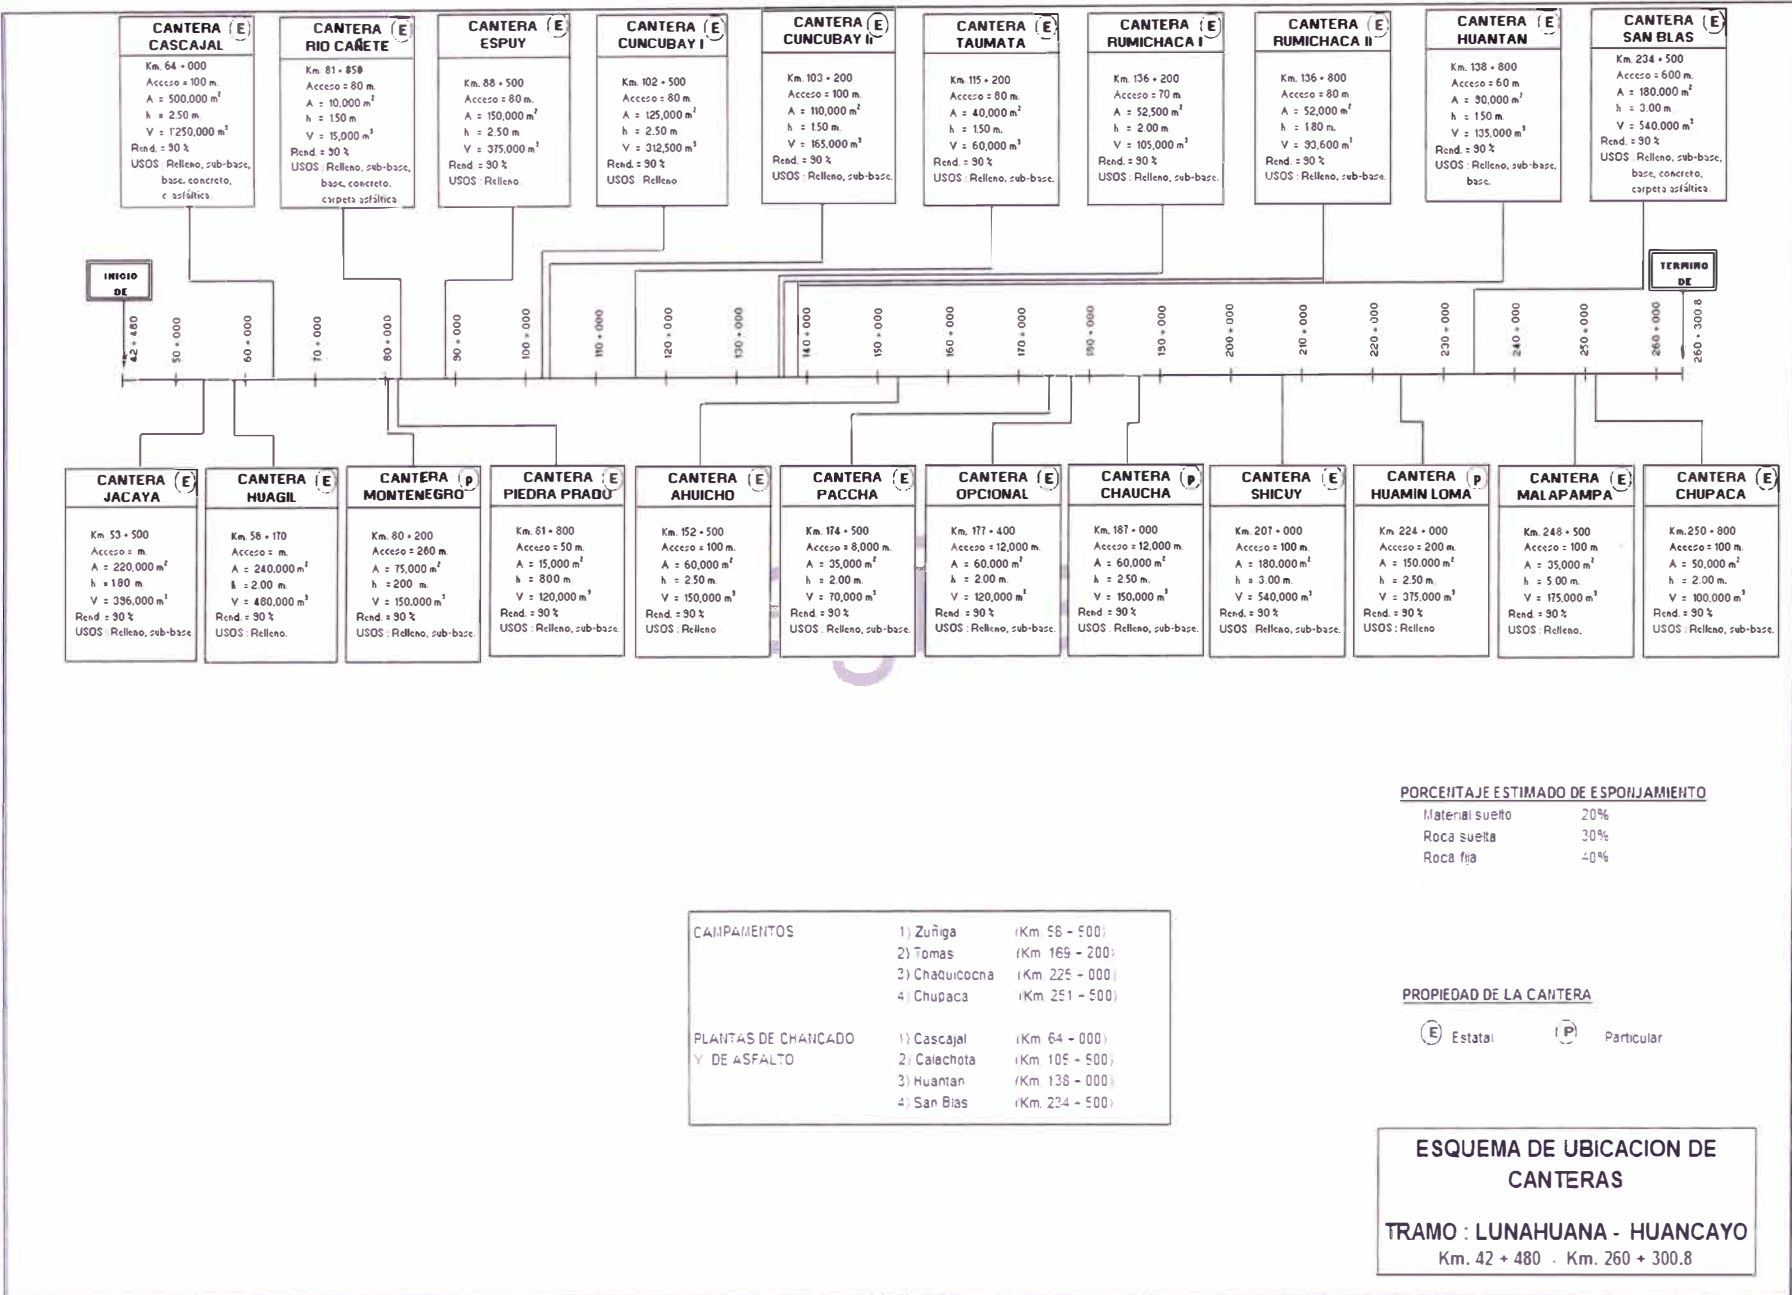 CANTERA (E)
CASCAJAL
Km. 64 + 000
Acceso = 100 m.
A = 500.000 m²
h = 2.50 m
V = 1'250,000 m³
Rend. = 90 %
USOS : Relleno, sub-base,
base, concreto,
c. asfáltica.
CANTERA (E)
RIO CAÑETE
Km. 81 + 850
Acceso = 80 m.
A = 10,000 m²
h = 1.50 m
V = 15,000 m³
Rend. = 90 %
USOS : Relleno, sub-base,
base, concreto,
carpeta asfáltica.
CANTERA (E)
ESPUY
Km. 88 + 500
Acceso = 80 m.
A = 150,000 m²
h = 2.50 m
V = 375,000 m³
Rend. = 90 %
USOS : Relleno.
CANTERA (E)
CUNCUBAY I
Km. 102 + 500
Acceso = 80 m.
A = 125,000 m²
h = 2.50 m
V = 312,500 m³
Rend. = 90 %
USOS : Relleno
CANTERA (E)
CUNCUBAY II
Km. 103 + 200
Acceso = 100 m.
A = 110,000 m²
h = 1.50 m.
V = 165,000 m³
Rend. = 90 %
USOS : Relleno, sub-base.
CANTERA (E)
TAUMATA
Km. 115 + 200
Acceso = 80 m.
A = 40,000 m²
h = 1.50 m.
V = 60,000 m³
Rend. = 90 %
USOS : Relleno, sub-base.
CANTERA (E)
RUMICHACA I
Km. 136 + 200
Acceso = 70 m.
A = 52,500 m²
h = 2.00 m
V = 105,000 m³
Rend. = 90 %
USOS : Relleno, sub-base.
CANTERA (E)
RUMICHACA II
Km. 136 + 800
Acceso = 80 m
A = 52,000 m²
h = 1.80 m.
V = 93,600 m³
Rend. = 90 %
USOS : Relleno, sub-base.
CANTERA (E)
HUANTAN
Km. 138 + 800
Acceso = 60 m
A = 90,000 m²
h = 1.50 m
V = 135,000 m³
Rend. = 90 %
USOS : Relleno, sub-base,
base.
CANTERA (E)
SAN BLAS
Km. 234 + 500
Acceso = 600 m.
A = 180.000 m²
h = 3.00 m
V = 540.000 m³
Rend. = 90 %
USOS : Relleno, sub-base,
base, concreto,
carpeta asfáltica.
INICIO
DE
TERMINO
DE
42 + 480
50 + 000
60 + 000
70 + 000
80 + 000
90 + 000
100 + 000
110 + 000
120 + 000
130 + 000
140 + 000
150 + 000
160 + 000
170 + 000
180 + 000
190 + 000
200 + 000
210 + 000
220 + 000
230 + 000
240 + 000
250 + 000
260 + 000
260 + 300.8
CANTERA (E)
JACAYA
Km. 53 + 500
Acceso = m.
A = 220,000 m²
h = 1.80 m
V = 396,000 m³
Rend. = 90 %
USOS : Relleno, sub-base
CANTERA (E)
HUAGIL
Km. 58 + 170
Acceso = m.
A = 240.000 m²
h = 2.00 m.
V = 480,000 m³
Rend. = 90 %
USOS : Relleno.
CANTERA (P)
MONTENEGRO
Km. 80 + 200
Acceso = 260 m.
A = 75,000 m²
h = 200 m.
V = 150.000 m³
Rend. = 90 %
USOS : Relleno, sub-base.
CANTERA (E)
PIEDRA PRADO
Km. 81 + 800
Acceso = 50 m.
A = 15,000 m²
h = 800 m
V = 120,000 m³
Rend. = 90 %
USOS : Relleno, sub-base.
CANTERA (E)
AHUICHO
Km. 152 + 500
Acceso = 100 m.
A = 60,000 m²
h = 2.50 m.
V = 150,000 m³
Rend. = 90 %
USOS : Relleno
CANTERA (E)
PACCHA
Km. 174 + 500
Acceso = 8,000 m.
A = 35,000 m²
h = 2.00 m.
V = 70,000 m³
Rend. = 90 %
USOS : Relleno, sub-base.
CANTERA (E)
OPCIONAL
Km. 177 + 400
Acceso = 12,000 m.
A = 60.000 m²
h = 2.00 m.
V = 120,000 m³
Rend. = 90 %
USOS : Relleno, sub-base.
CANTERA (P)
CHAUCHA
Km. 187 + 000
Acceso = 12,000 m.
A = 60,000 m²
h = 2.50 m.
V = 150,000 m³
Rend. = 90 %
USOS : Relleno, sub-base.
CANTERA (E)
SHICUY
Km. 207 + 000
Acceso = 100 m.
A = 180,000 m²
h = 3.00 m.
V = 540,000 m³
Rend. = 90 %
USOS : Relleno, sub-base.
CANTERA (P)
HUAMIN LOMA
Km. 224 + 000
Acceso = 200 m.
A = 150.000 m²
h = 2.50 m.
V = 375,000 m³
Rend. = 90 %
USOS : Relleno
CANTERA (E)
MALAPAMPA
Km. 248 + 500
Acceso = 100 m
A = 35,000 m²
h = 5.00 m.
V = 175,000 m³
Rend. = 90 %
USOS : Relleno.
CANTERA (E)
CHUPACA
Km. 250 + 800
Acceso = 100 m.
A = 50,000 m²
h = 2.00 m.
V = 100,000 m³
Rend. = 90 %
USOS : Relleno, sub-base.
PORCENTAJE ESTIMADO DE ESPONJAMIENTO
Material suelto 20%
Roca suelta 30%
Roca fija 40%
CAMPAMENTOS 1) Zuñiga (Km. 58 + 500)
2) Tomas (Km. 169 + 200)
3) Chaquicocha (Km. 225 + 000)
4) Chupaca (Km. 251 + 500)
PLANTAS DE CHANCADO 1) Cascajal (Km. 64 + 000)
Y DE ASFALTO 2) Calachota (Km. 105 + 500)
3) Huantan (Km. 138 + 000)
4) San Blas (Km. 234 + 500)
PROPIEDAD DE LA CANTERA
(E) Estatal (P) Particular
ESQUEMA DE UBICACION DE
CANTERAS
TRAMO : LUNAHUANA - HUANCAYO
Km. 42 + 480 - Km. 260 + 300.8